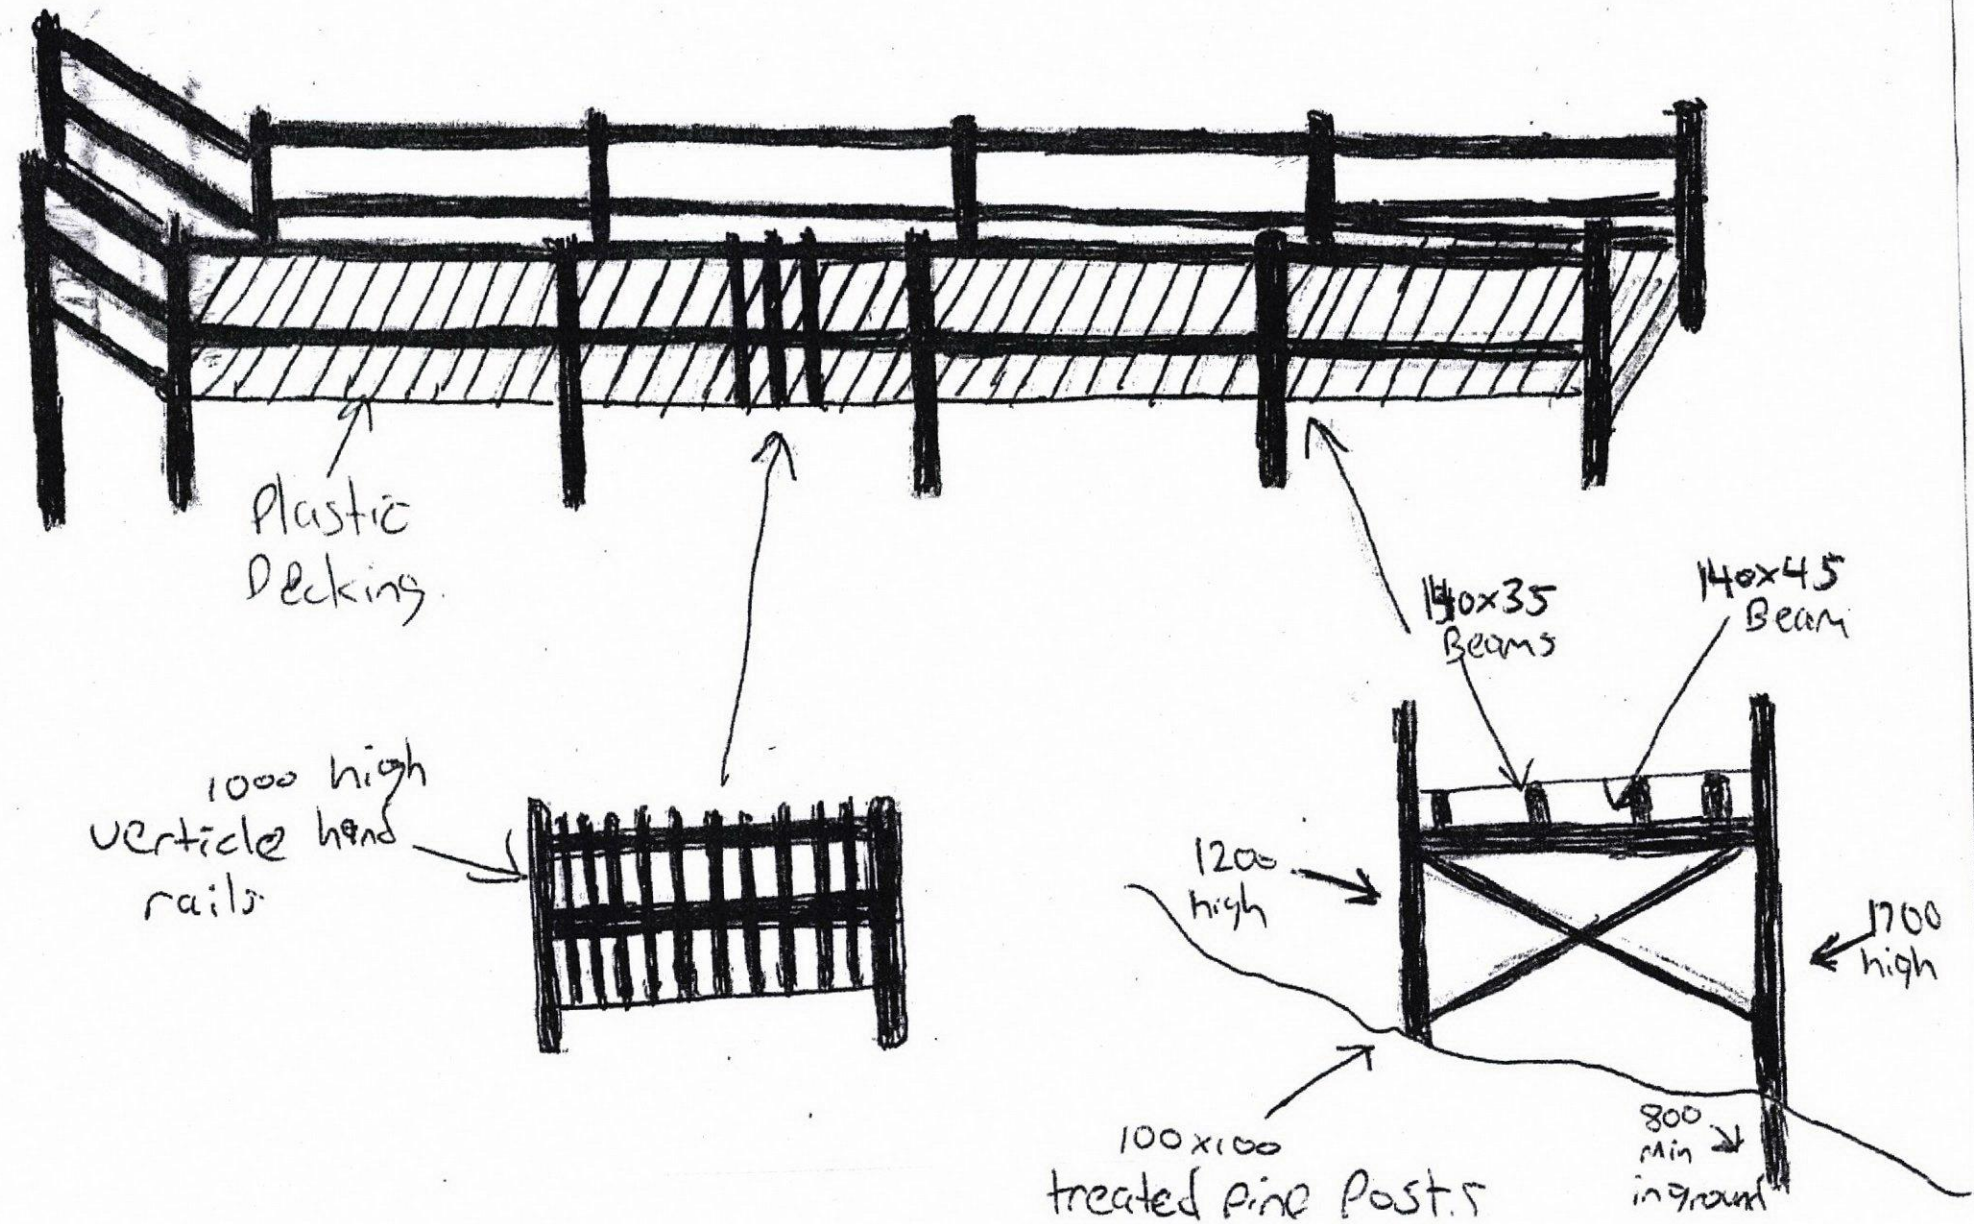 Plastic
Decking.
140x35
Beams
140x45
Beam
1000 high
verticle hand
rails.
1200
high
1700
high
100x100
treated pine Posts
800
Min
inground